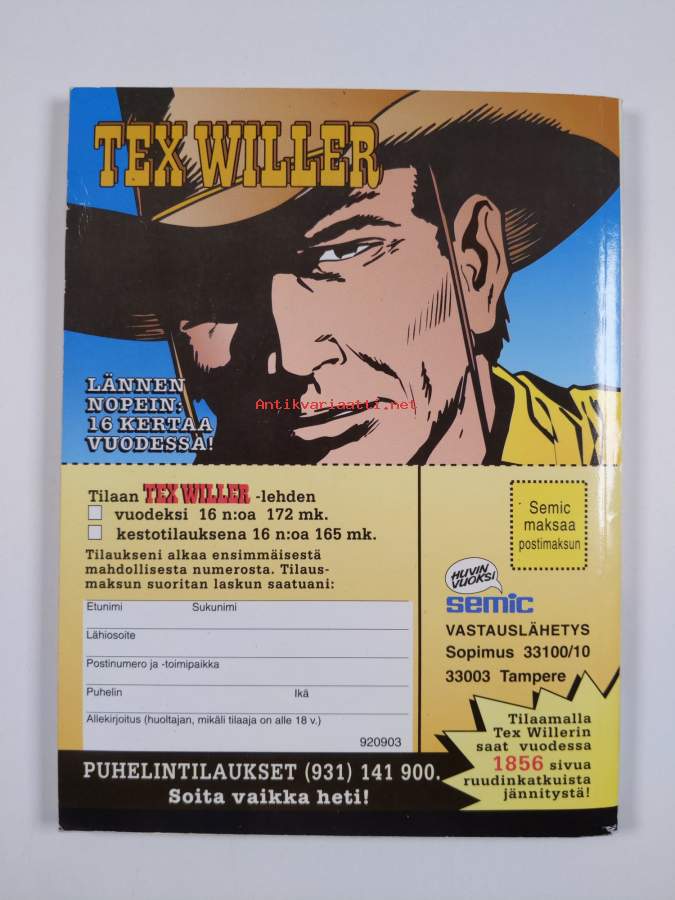 TEX WILLER
LÄNNEN
NOPEIN:
16 KERTAA
VUODESSA!
Antikvariaatti.net
Tilaan TEX WILLER -lehden
vuodeksi 16 n:oa 172 mk.
kestotilauksena 16 n:oa 165 mk.
Tilaukseni alkaa ensimmäisestä
mahdollisesta numerosta. Tilaus-
maksun suoritan laskun saatuani:
Etunimi Sukunimi
Lähiosoite
Postinumero ja -toimipaikka
Puhelin Ikä
Allekirjoitus (huoltajan, mikäli tilaaja on alle 18 v.)
920903
Semic
maksaa
postimaksun
HUVIN
VUOKSI
semic
VASTAUSLÄHETYS
Sopimus 33100/10
33003 Tampere
Tilaamalla
Tex Willerin
saat vuodessa
1856 sivua
ruudinkatkuista
jännitystä!
PUHELINTILAUKSET (931) 141 900.
Soita vaikka heti!